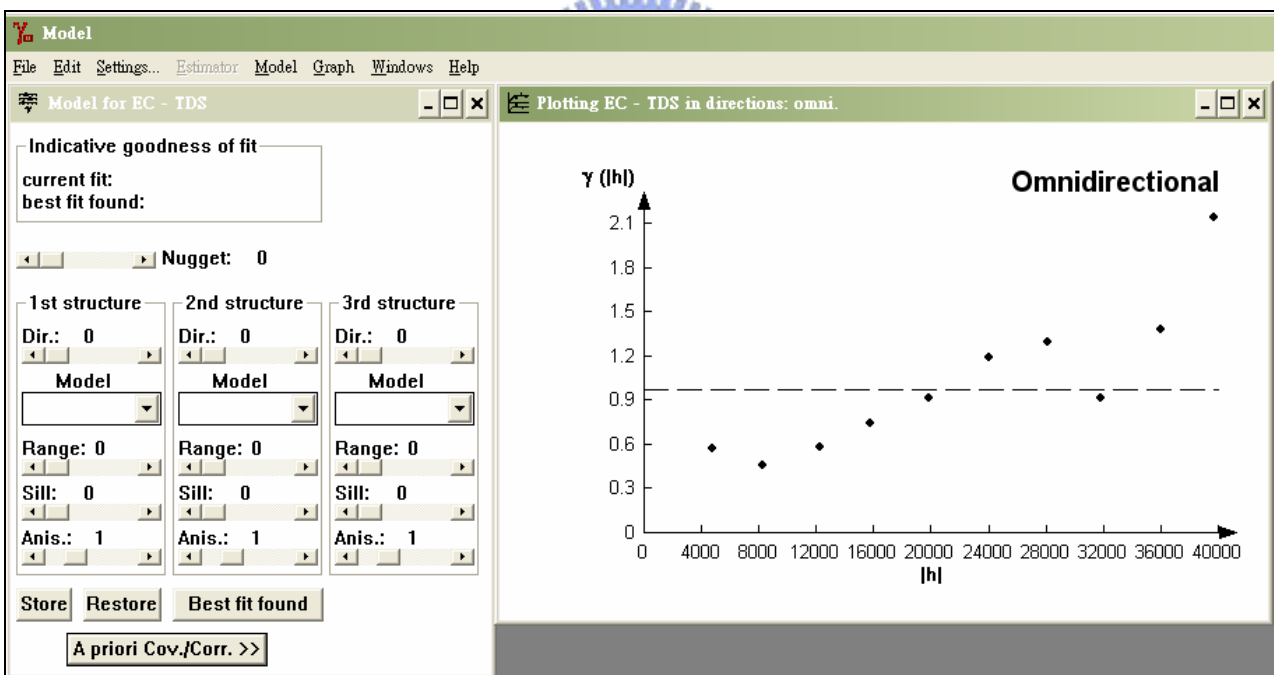 Model
File Edit Settings... Estimator Model Graph Windows Help
Model for EC - TDS
Indicative goodness of fit
current fit:
best fit found:
Nugget: 0
1st structure 2nd structure 3rd structure
Dir.: 0 Dir.: 0 Dir.: 0
Model Model Model
Range: 0 Range: 0 Range: 0
Sill: 0 Sill: 0 Sill: 0
Anis.: 1 Anis.: 1 Anis.: 1
Store Restore Best fit found
A priori Cov./Corr. >>
Plotting EC - TDS in directions: omni.
γ (|h|)
Omnidirectional
2.1
1.8
1.5
1.2
0.9
0.6
0.3
0
0 4000 8000 12000 16000 20000 24000 28000 32000 36000 40000
|h|